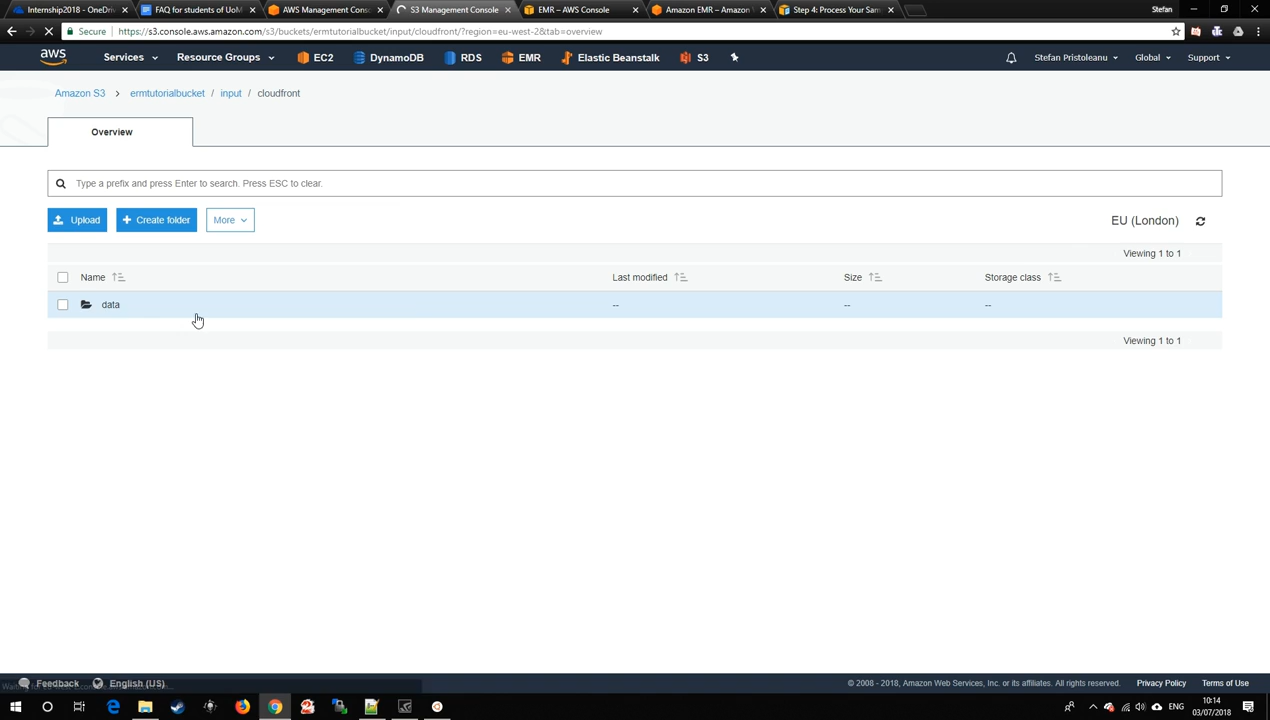 Internship2018 - OneDriv
FAQ for students of UoM
AWS Management Conso
S3 Management Console
EMR – AWS Console
Amazon EMR – Amazon W
Step 4: Process Your Sam
Stefan
Secure
https://s3.console.aws.amazon.com/s3/buckets/ermtutorialbucket/input/cloudfront/?region=eu-west-2&tab=overview
aws
Services
Resource Groups
EC2
DynamoDB
RDS
EMR
Elastic Beanstalk
S3
Stefan Pristoleanu
Global
Support
Amazon S3 > ermtutorialbucket / input / cloudfront
Overview
Type a prefix and press Enter to search. Press ESC to clear.
Upload
+ Create folder
More
EU (London)
Viewing 1 to 1
Name
Last modified
Size
Storage class
data
--
--
--
Viewing 1 to 1
Feedback
English (US)
© 2008 - 2018, Amazon Web Services, Inc. or its affiliates. All rights reserved.
Privacy Policy
Terms of Use
ENG
10:14
03/07/2018